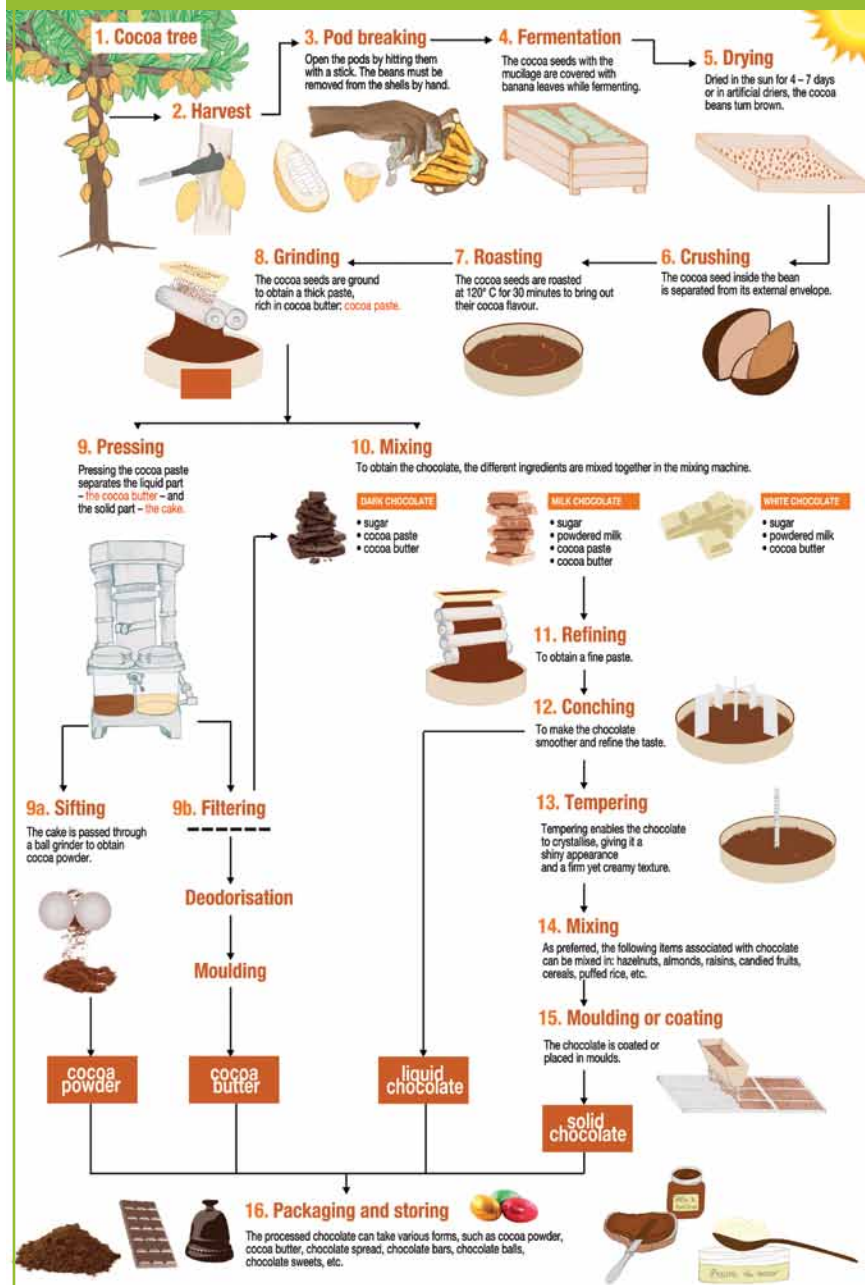 1. Cocoa tree
2. Harvest
3. Pod breaking
Open the pods by hitting them
with a stick. The beans must be
removed from the shells by hand.
4. Fermentation
The cocoa seeds with the
mucilage are covered with
banana leaves while fermenting.
5. Drying
Dried in the sun for 4 – 7 days
or in artificial driers, the cocoa
beans turn brown.
6. Crushing
The cocoa seed inside the bean
is separated from its external envelope.
7. Roasting
The cocoa seeds are roasted
at 120° C for 30 minutes to bring out
their cocoa flavour.
8. Grinding
The cocoa seeds are ground
to obtain a thick paste,
rich in cocoa butter: cocoa paste.
9. Pressing
Pressing the cocoa paste
separates the liquid part
– the cocoa butter – and
the solid part – the cake.
10. Mixing
To obtain the chocolate, the different ingredients are mixed together in the mixing machine.
DARK CHOCOLATE
• sugar
• cocoa paste
• cocoa butter
MILK CHOCOLATE
• sugar
• powdered milk
• cocoa paste
• cocoa butter
WHITE CHOCOLATE
• sugar
• powdered milk
• cocoa butter
11. Refining
To obtain a fine paste.
12. Conching
To make the chocolate
smoother and refine the taste.
9a. Sifting
The cake is passed through
a ball grinder to obtain
cocoa powder.
9b. Filtering
Deodorisation
Moulding
13. Tempering
Tempering enables the chocolate
to crystallise, giving it a
shiny appearance
and a firm yet creamy texture.
14. Mixing
As preferred, the following items associated with chocolate
can be mixed in: hazelnuts, almonds, raisins, candied fruits,
cereals, puffed rice, etc.
15. Moulding or coating
The chocolate is coated or
placed in moulds.
cocoa
powder
cocoa
butter
liquid
chocolate
solid
chocolate
16. Packaging and storing
The processed chocolate can take various forms, such as cocoa powder,
cocoa butter, chocolate spread, chocolate bars, chocolate balls,
chocolate sweets, etc.